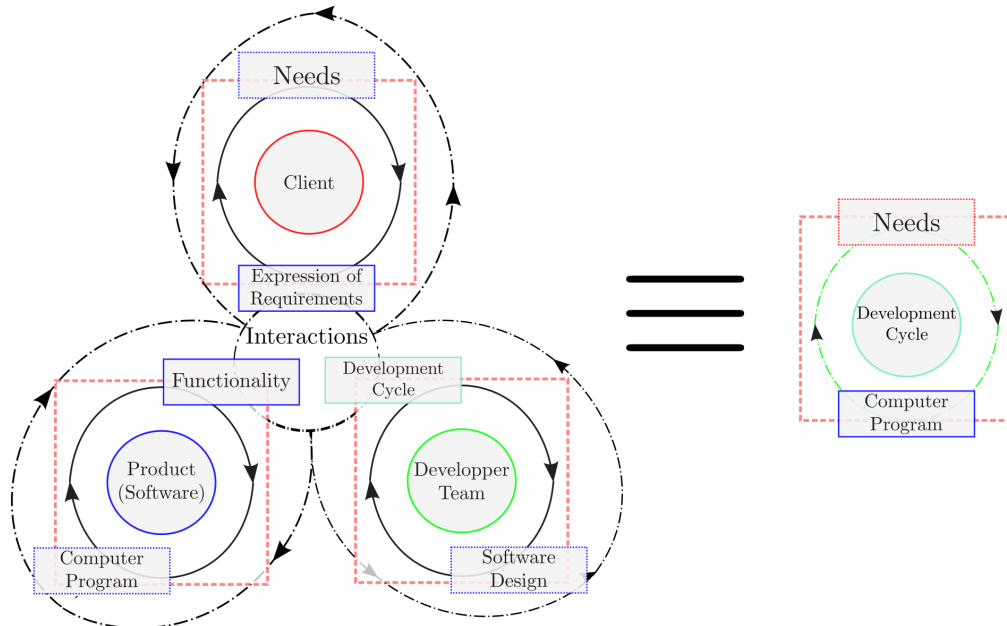 Needs
Client
Expression of
Requirements
Interactions
Functionality
Development
Cycle
Product
(Software)
Developper
Team
Computer
Program
Software
Design
Needs
Development
Cycle
Computer
Program